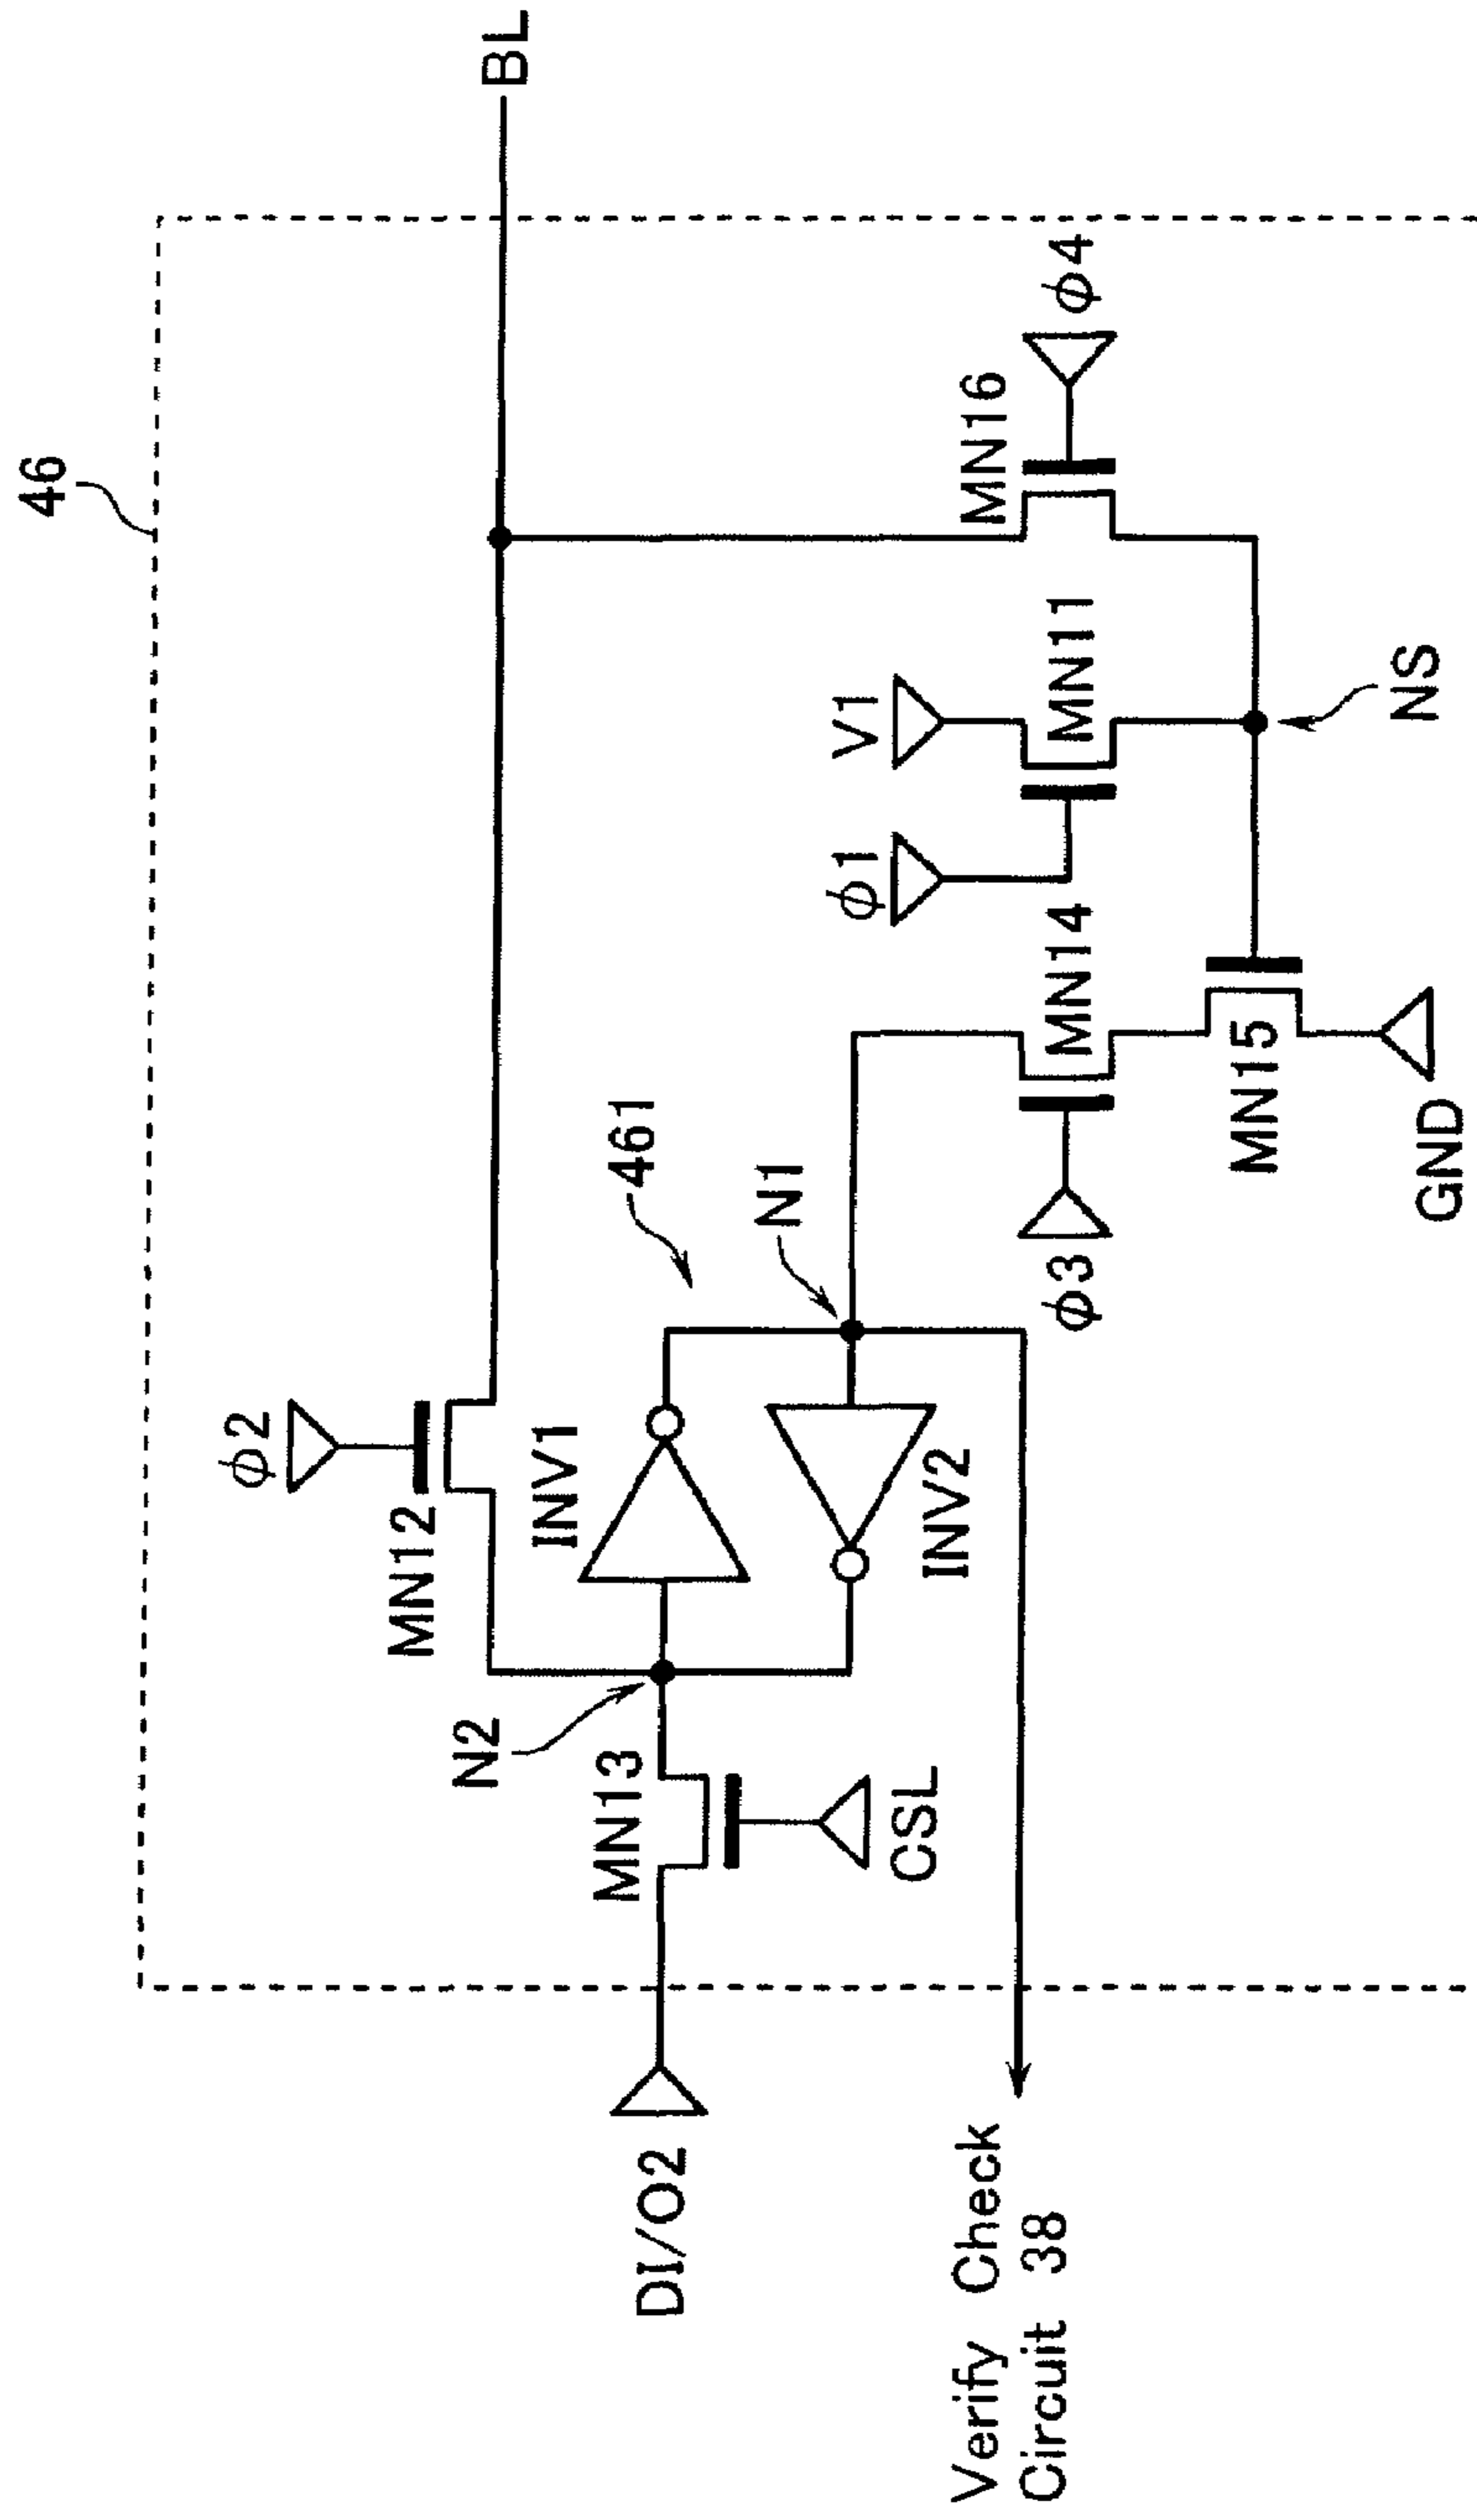 46
BL
φ2
MN12
INV1
461
N2
N1
MN13
INV2
CSL
DI/O2
Verify Check
Circuit 38
φ3
MN14
φ1
V1
MN11
MN16
φ4
MN15
GND
NS